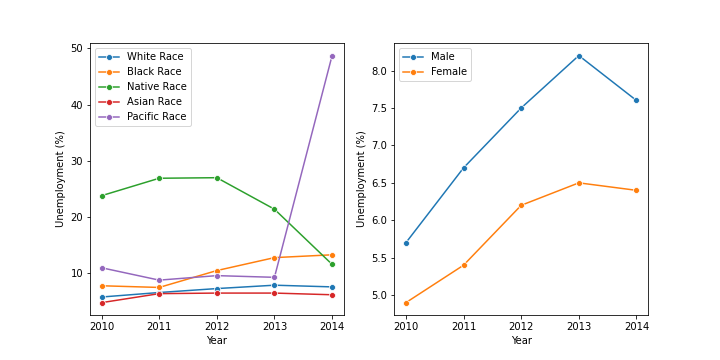 50
40
30
20
10
Unemployment (%)
White Race
Black Race
Native Race
Asian Race
Pacific Race
2010 2011 2012 2013 2014
Year
8.0
7.5
7.0
6.5
6.0
5.5
5.0
Unemployment (%)
Male
Female
2010 2011 2012 2013 2014
Year